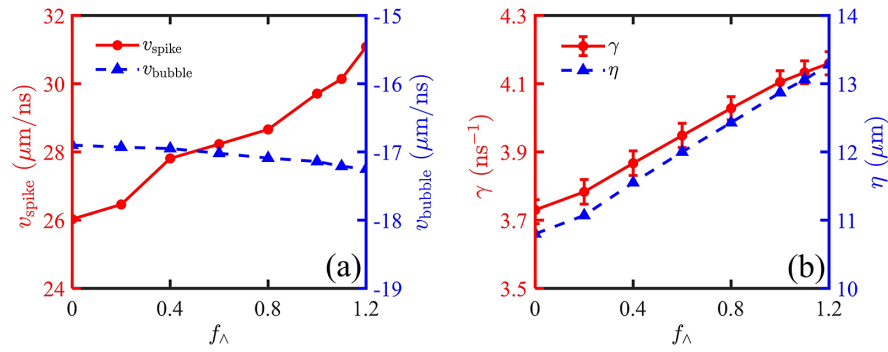 32
30
28
26
24
v_spike (μm/ns)
v_spike
v_bubble
-15
-16
-17
-18
-19
v_bubble (μm/ns)
(a)
0
0.4
0.8
1.2
f_∧
4.3
4.1
3.9
3.7
3.5
γ (ns⁻¹)
γ
η
14
13
12
11
10
η (μm)
(b)
0
0.4
0.8
1.2
f_∧